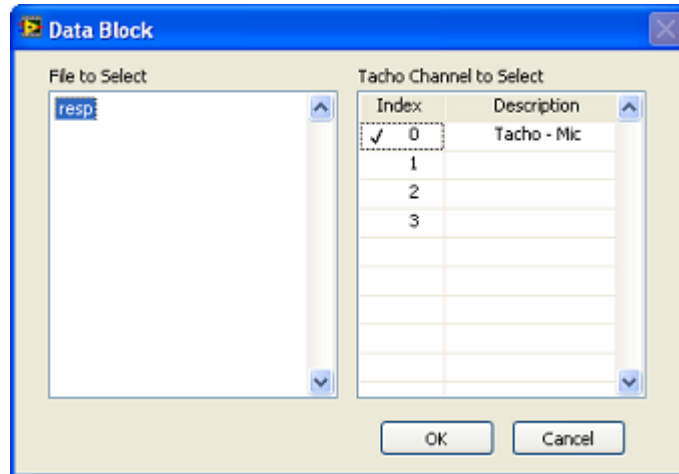 Data Block
File to Select
Tacho Channel to Select
resp
Index Description
✓ 0 Tacho - Mic
1
2
3
OK Cancel